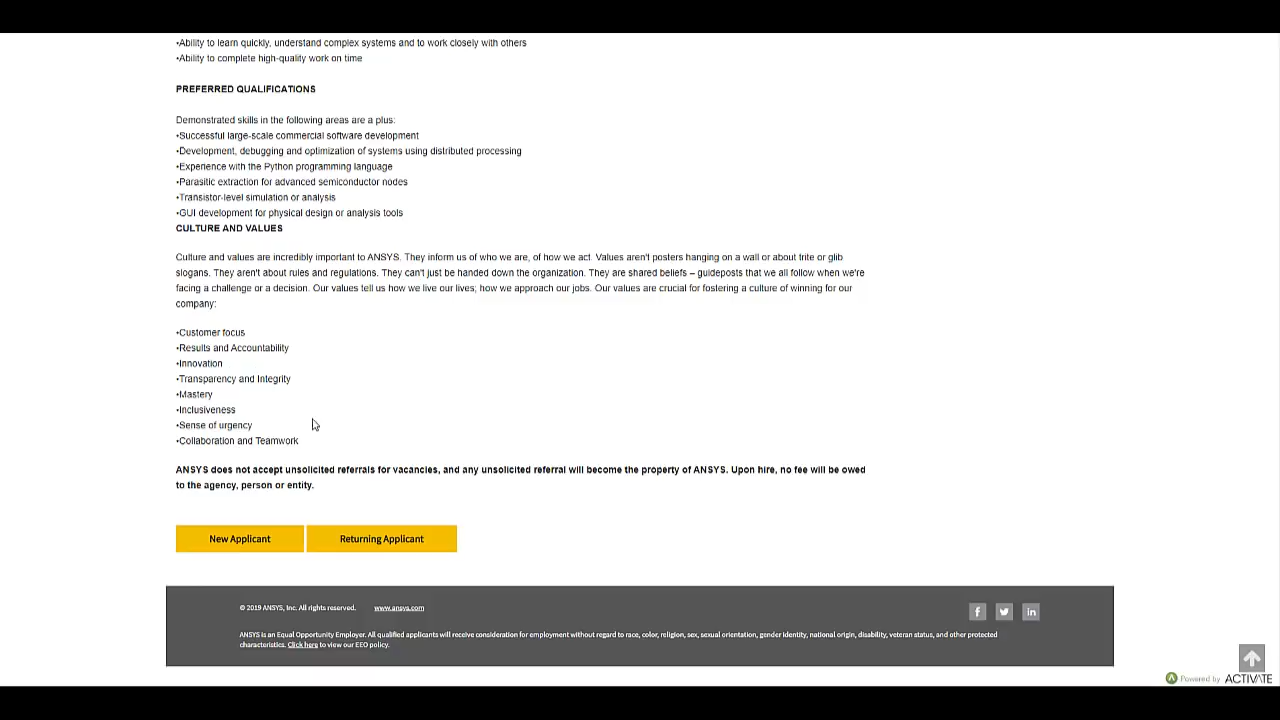 •Ability to learn quickly, understand complex systems and to work closely with others
•Ability to complete high-quality work on time
PREFERRED QUALIFICATIONS
Demonstrated skills in the following areas are a plus:
•Successful large-scale commercial software development
•Development, debugging and optimization of systems using distributed processing
•Experience with the Python programming language
•Parasitic extraction for advanced semiconductor nodes
•Transistor-level simulation or analysis
•GUI development for physical design or analysis tools
CULTURE AND VALUES
Culture and values are incredibly important to ANSYS. They inform us of who we are, of how we act. Values aren't posters hanging on a wall or about trite or glib
slogans. They aren't about rules and regulations. They can't just be handed down the organization. They are shared beliefs – guideposts that we all follow when we're
facing a challenge or a decision. Our values tell us how we live our lives; how we approach our jobs. Our values are crucial for fostering a culture of winning for our
company:
•Customer focus
•Results and Accountability
•Innovation
•Transparency and Integrity
•Mastery
•Inclusiveness
•Sense of urgency
•Collaboration and Teamwork
ANSYS does not accept unsolicited referrals for vacancies, and any unsolicited referral will become the property of ANSYS. Upon hire, no fee will be owed
to the agency, person or entity.
New Applicant Returning Applicant
© 2019 ANSYS, Inc. All rights reserved. www.ansys.com
ANSYS is an Equal Opportunity Employer. All qualified applicants will receive consideration for employment without regard to race, color, religion, sex, sexual orientation, gender identity, national origin, disability, veteran status, and other protected
characteristics. Click here to view our EEO policy.
Powered by ACTIVATE